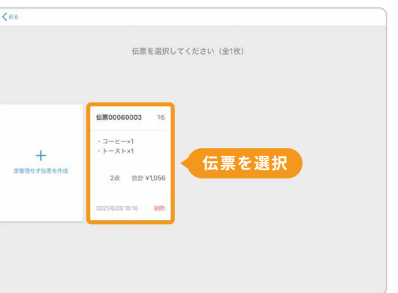 戻る
伝票を選択してください（全1枚）
伝票00060003 1名
・コーヒー×1
・トースト×1
2点 合計 ¥1,056
席管理せず伝票を作成
伝票を選択
2021/6/28 18:16 削除